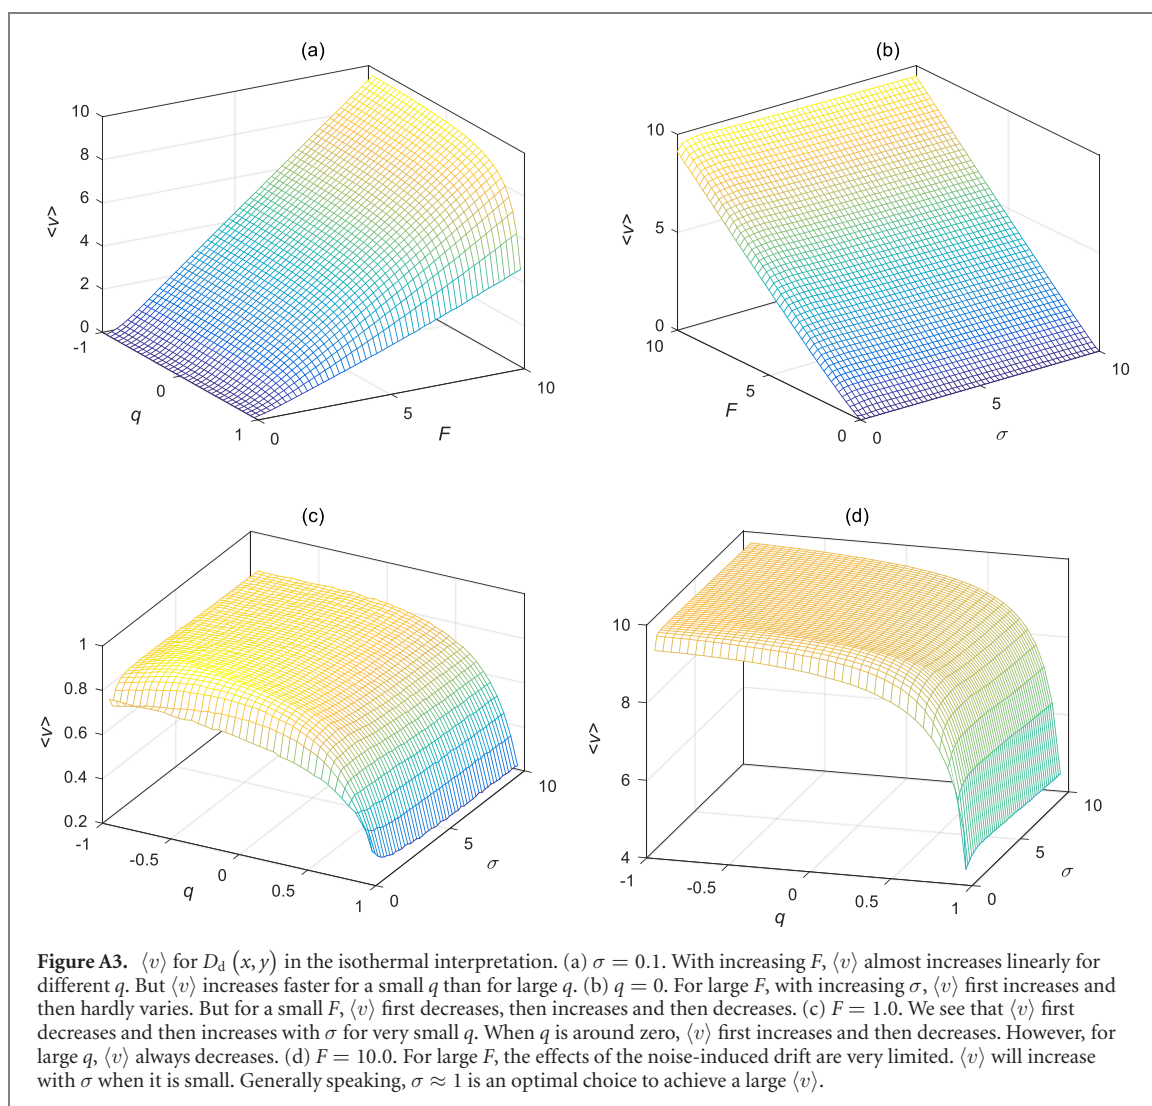 (a)
10
8
6
4
2
0
<v>
-1
0
1
q
0
5
10
F
(b)
10
5
0
<v>
10
5
0
F
0
5
10
σ
(c)
1
0.8
0.6
0.4
0.2
<v>
-1
-0.5
0
0.5
1
q
0
5
10
σ
(d)
10
8
6
4
<v>
-1
-0.5
0
0.5
1
q
0
5
10
σ
Figure A3. ⟨v⟩ for D_d (x, y) in the isothermal interpretation. (a) σ = 0.1. With increasing F, ⟨v⟩ almost increases linearly for
different q. But ⟨v⟩ increases faster for a small q than for large q. (b) q = 0. For large F, with increasing σ, ⟨v⟩ first increases and
then hardly varies. But for a small F, ⟨v⟩ first decreases, then increases and then decreases. (c) F = 1.0. We see that ⟨v⟩ first
decreases and then increases with σ for very small q. When q is around zero, ⟨v⟩ first increases and then decreases. However, for
large q, ⟨v⟩ always decreases. (d) F = 10.0. For large F, the effects of the noise-induced drift are very limited. ⟨v⟩ will increase
with σ when it is small. Generally speaking, σ ≈ 1 is an optimal choice to achieve a large ⟨v⟩.